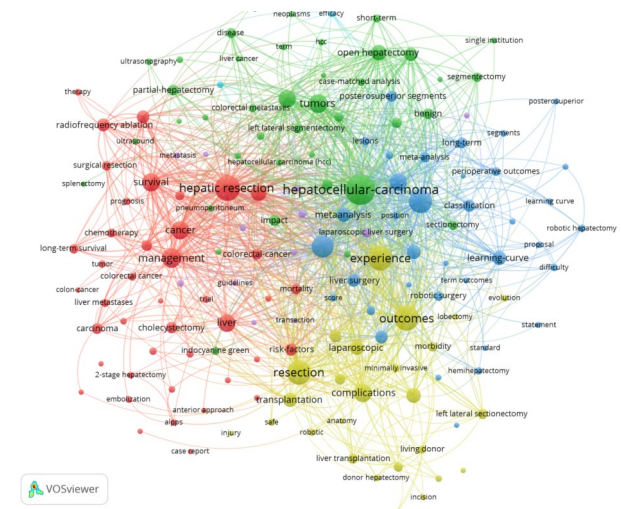 neoplasms
efficacy
short-term
disease
term
hcc
single institution
open hepatectomy
ultrasonography
liver cancer
case-matched analysis
segmentectomy
therapy
partial-hepatectomy
posterosuperior segments
posterosuperior
colorectal metastases
tumors
benign
radiofrequency ablation
left lateral segmentectomy
segments
ultrasound
lesions
long-term
metastasis
meta-analysis
surgical resection
hepatocellular carcinoma (hcc)
perioperative outcomes
splenectomy
survival
hepatic resection
hepatocellular-carcinoma
prognosis
pneumoperitoneum
classification
learning curve
impact
metaanalysis
position
sectionectomy
robotic hepatectomy
chemotherapy
cancer
laparoscopic liver surgery
long-term survival
proposal
tumor
management
colorectal-cancer
experience
learning-curve
difficulty
colorectal cancer
colon-cancer
guidelines
mortality
liver surgery
term outcomes
liver metastases
trial
score
robotic surgery
evolution
carcinoma
cholecystectomy
liver
transection
outcomes
lobectomy
statement
indocyanine green
risk-factors
laparoscopic
morbidity
standard
2-stage hepatectomy
resection
minimally invasive
hemihepatectomy
embolization
transplantation
complications
anterior approach
left lateral sectionectomy
alpps
safe
anatomy
injury
robotic
case report
living donor
liver transplantation
donor hepatectomy
incision
VOSviewer